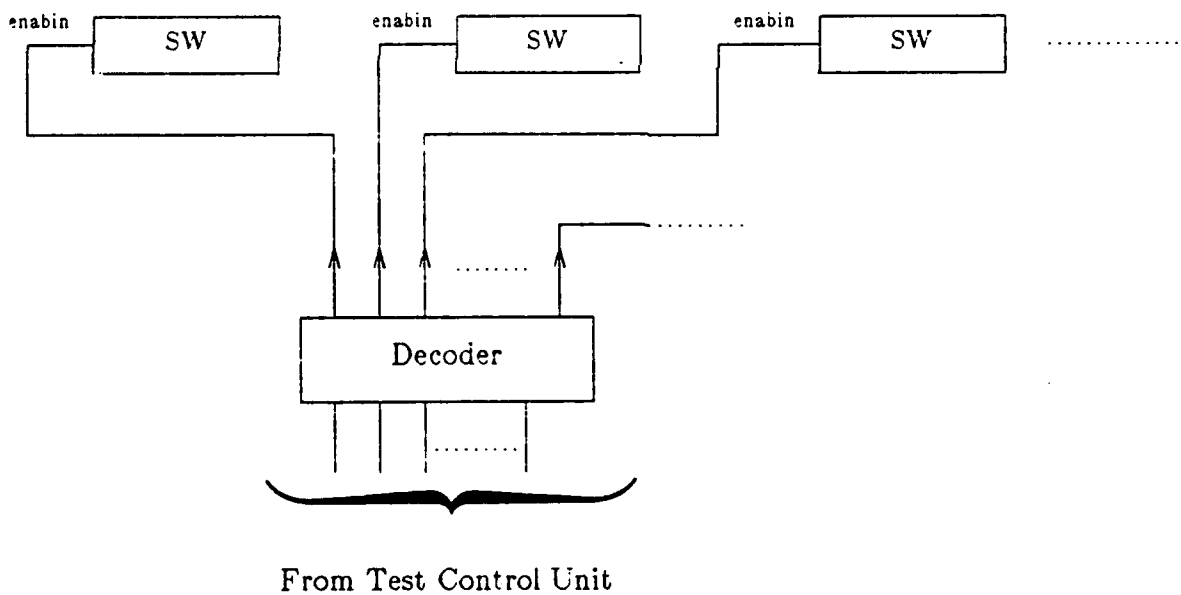 enabin
SW
enabin
SW
enabin
SW
Decoder
From Test Control Unit